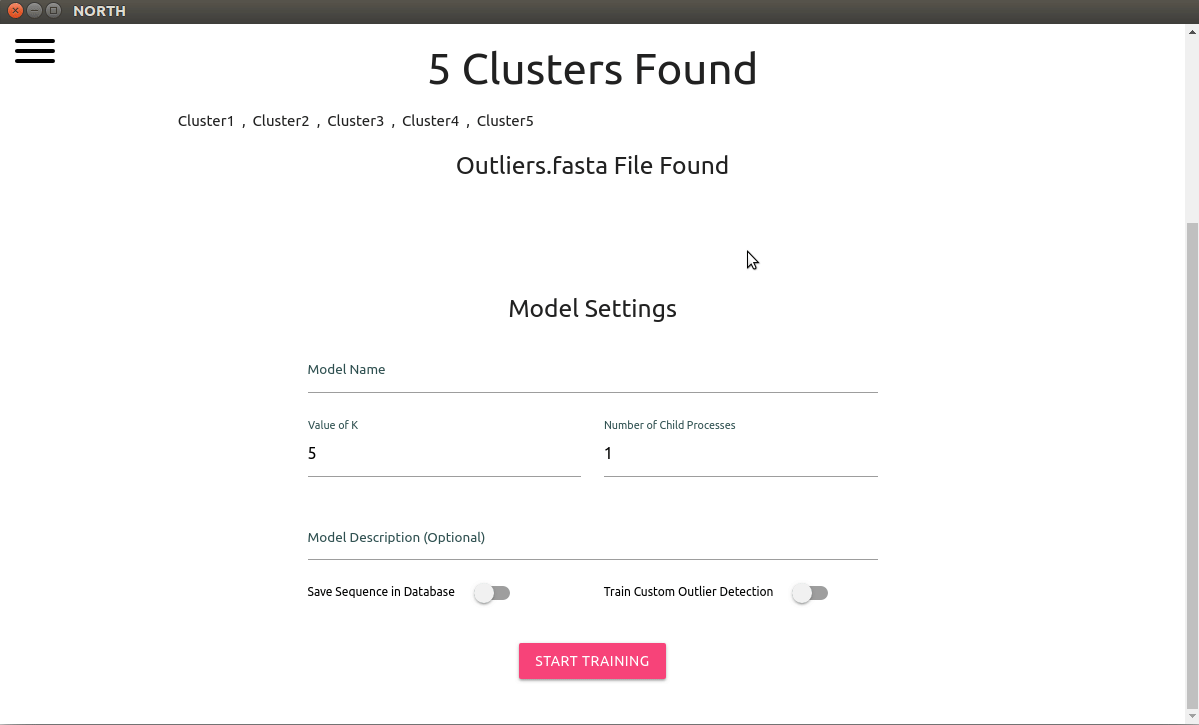 NORTH
5 Clusters Found
Cluster1 , Cluster2 , Cluster3 , Cluster4 , Cluster5
Outliers.fasta File Found
Model Settings
Model Name
Value of K Number of Child Processes
5 1
Model Description (Optional)
Save Sequence in Database Train Custom Outlier Detection
START TRAINING